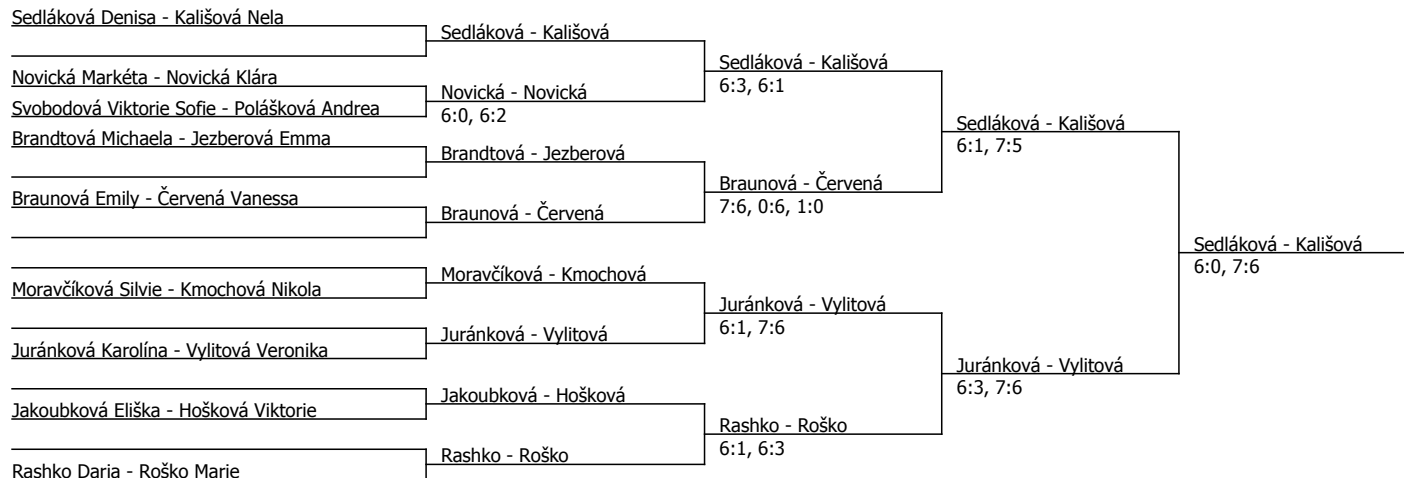 Sedláková Denisa - Kališová Nela
Sedláková - Kališová
Sedláková - Kališová
6:3, 6:1
Novická Markéta - Novická Klára
Novická - Novická
6:0, 6:2
Svobodová Viktorie Sofie - Polášková Andrea
Sedláková - Kališová
6:1, 7:5
Brandtová Michaela - Jezberová Emma
Brandtová - Jezberová
Braunová - Červená
7:6, 0:6, 1:0
Braunová Emily - Červená Vanessa
Braunová - Červená
Sedláková - Kališová
6:0, 7:6
Moravčíková - Kmochová
Moravčíková Silvie - Kmochová Nikola
Juránková - Vylitová
6:1, 7:6
Juránková - Vylitová
Juránková Karolína - Vylitová Veronika
Juránková - Vylitová
6:3, 7:6
Jakoubková - Hošková
Jakoubková Eliška - Hošková Viktorie
Rashko - Roško
6:1, 6:3
Rashko - Roško
Rashko Daria - Roško Marie